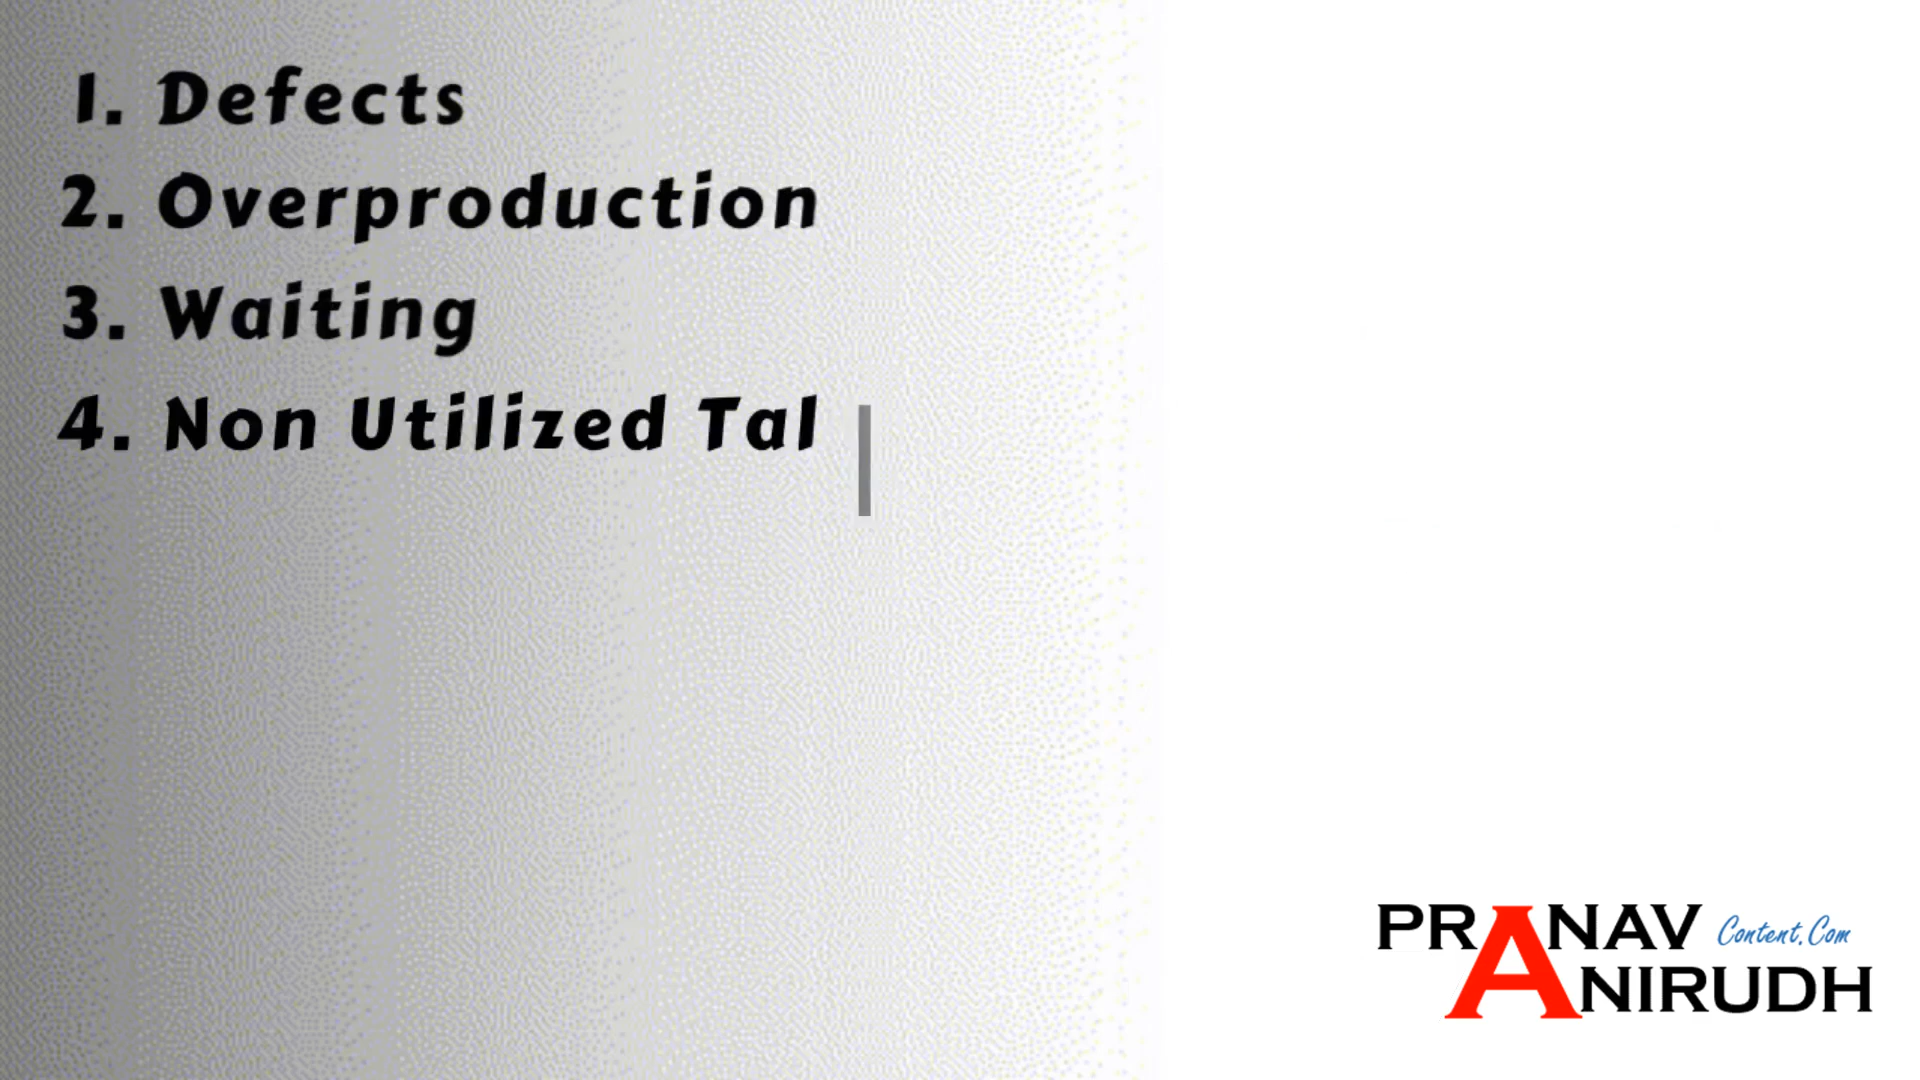 1. Defects
2. Overproduction
3. Waiting
4. Non Utilized Tal
PRANAV Content.Com
ANIRUDH